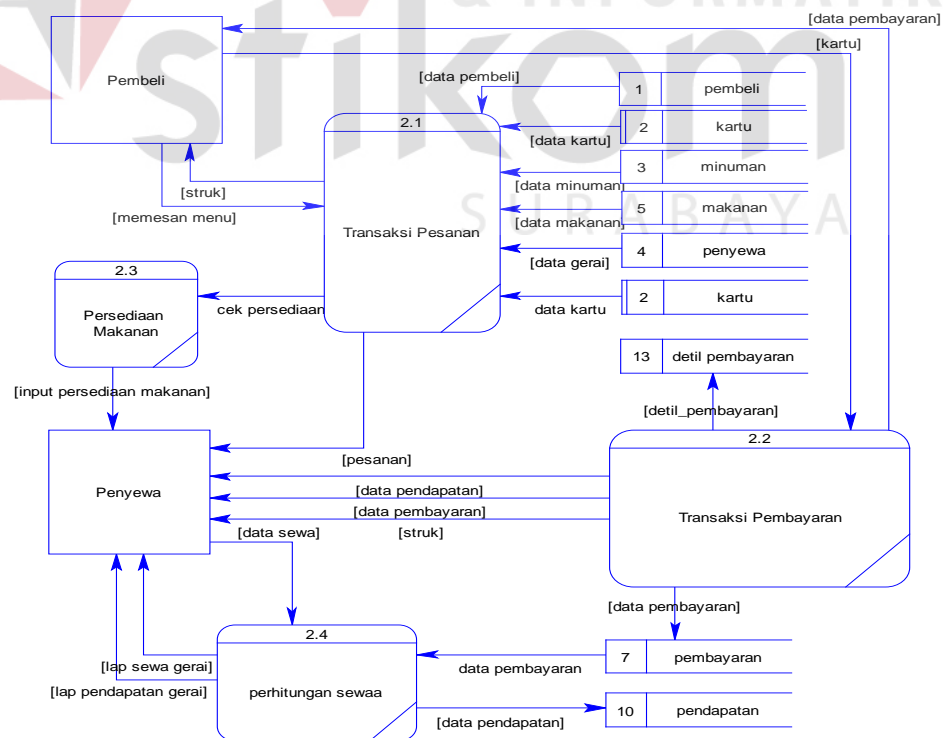 & INFORMATIK
stikom
SURABAYA
[data pembayaran]
[kartu]
Pembeli
[data pembeli]
1 pembeli
2.1
[data kartu]
2 kartu
3 minuman
[data minuman]
[struk]
[memesan menu]
5 makanan
[data makanan]
Transaksi Pesanan
4 penyewa
[data gerai]
2.3
Persediaan
Makanan
cek persediaan
data kartu
2 kartu
13 detil pembayaran
[input persediaan makanan]
[detil_pembayaran]
2.2
[pesanan]
Penyewa
[data pendapatan]
[data pembayaran]
Transaksi Pembayaran
[data sewa]
[struk]
[data pembayaran]
2.4
[lap sewa gerai]
data pembayaran
7 pembayaran
[lap pendapatan gerai]
perhitungan sewaa
[data pendapatan]
10 pendapatan